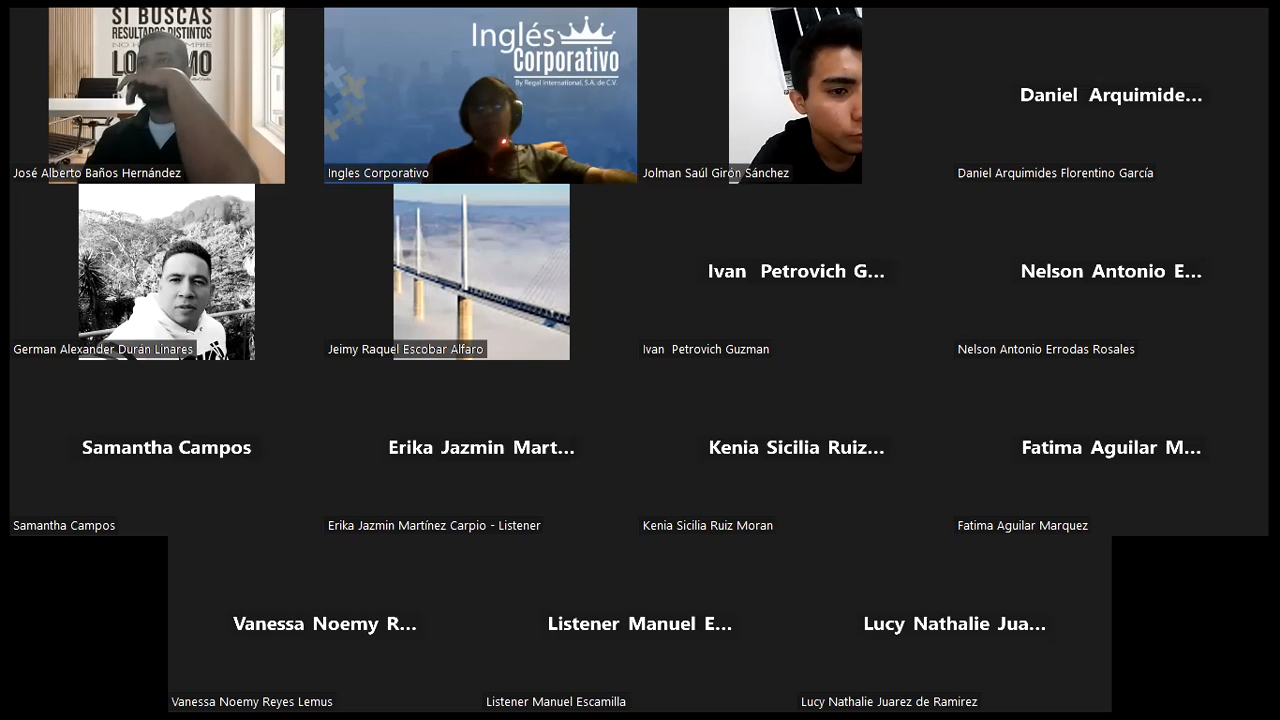 SI BUSCAS
RESULTADOS DISTINTOS
NO
LO MO
José Alberto Baños Hernández
Inglés
Corporativo
By Regal International, S.A. de C.V.
Ingles Corporativo
Jolman Saúl Girón Sánchez
Daniel Arquimide...
Daniel Arquimides Florentino García
German Alexander Durán Linares
Jeimy Raquel Escobar Alfaro
Ivan Petrovich G...
Ivan Petrovich Guzman
Nelson Antonio E...
Nelson Antonio Errodas Rosales
Samantha Campos
Samantha Campos
Erika Jazmin Mart...
Erika Jazmin Martínez Carpio - Listener
Kenia Sicilia Ruiz...
Kenia Sicilia Ruiz Moran
Fatima Aguilar M...
Fatima Aguilar Marquez
Vanessa Noemy R...
Vanessa Noemy Reyes Lemus
Listener Manuel E...
Listener Manuel Escamilla
Lucy Nathalie Jua...
Lucy Nathalie Juarez de Ramirez